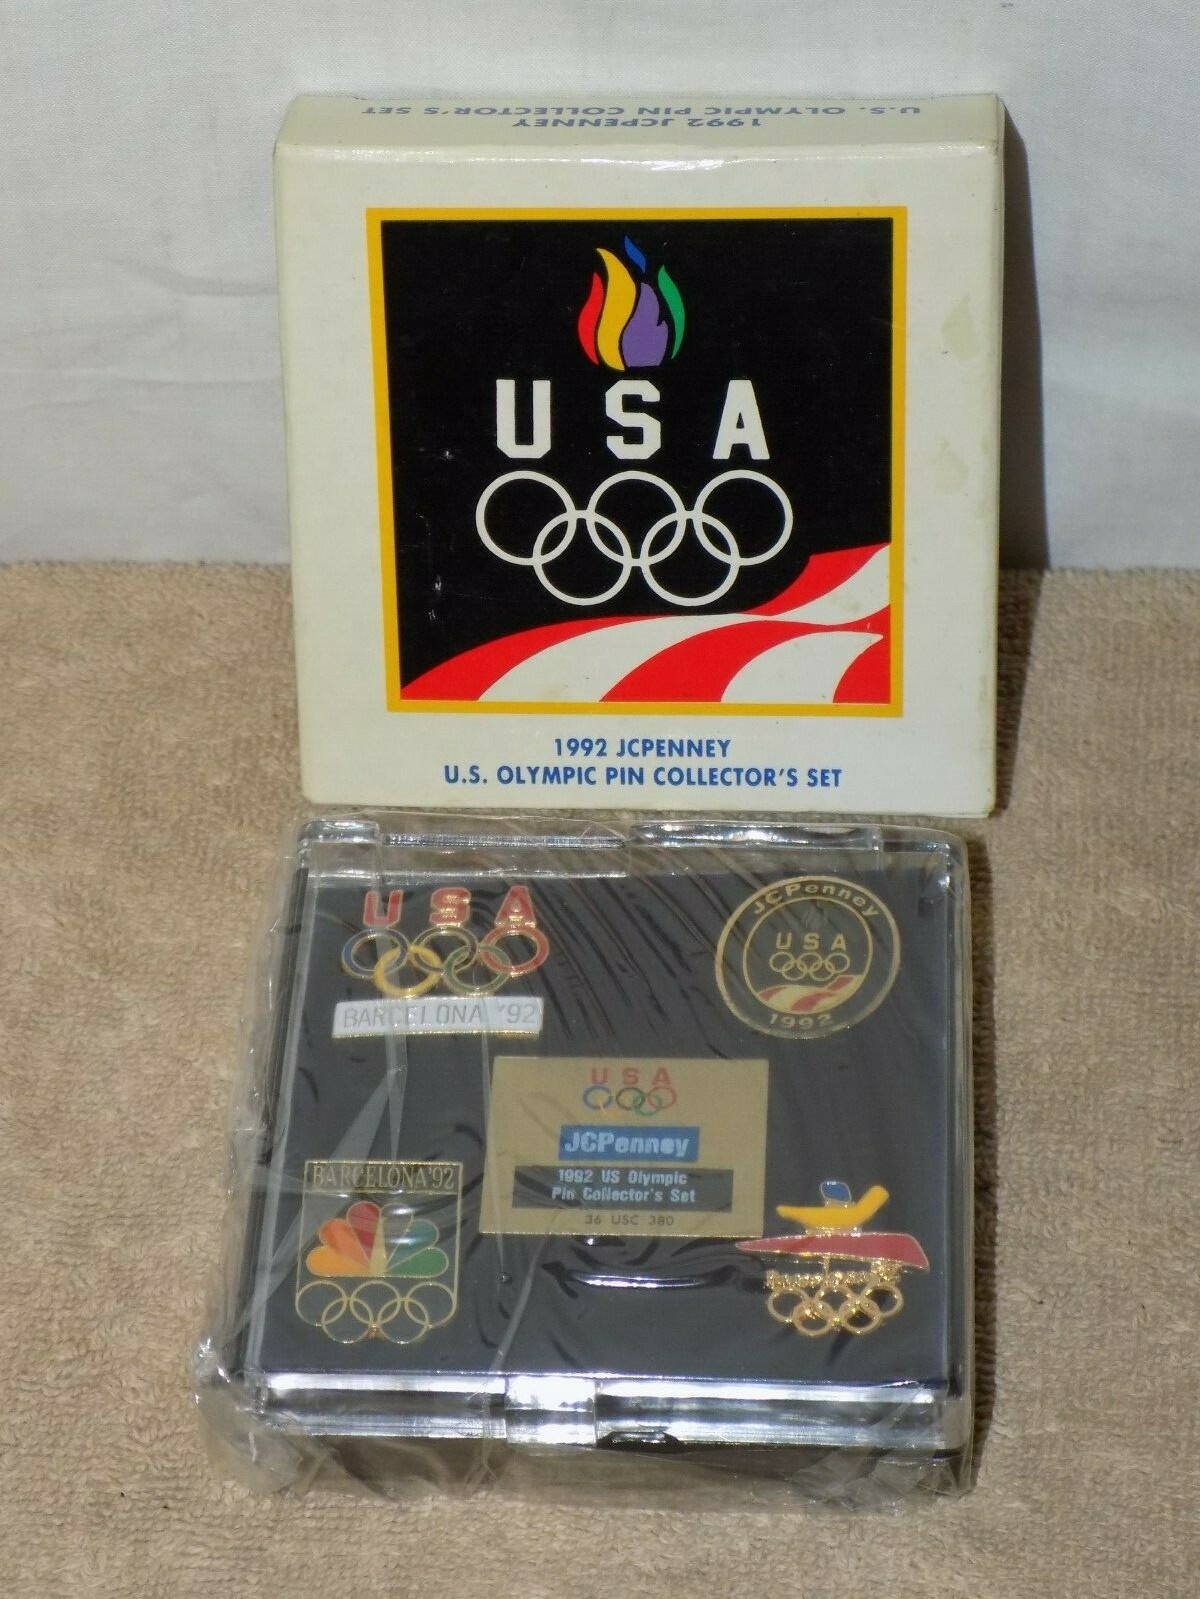 1992 JCPENNEY
U.S. OLYMPIC PIN COLLECTOR'S SET
USA
1992 JCPENNEY
U.S. OLYMPIC PIN COLLECTOR'S SET
USA
BARCELONA '92
JCPenney
USA
1992
USA
JCPenney
1992 US Olympic
Pin Collector's Set
36 USC 380
BARCELONA'92